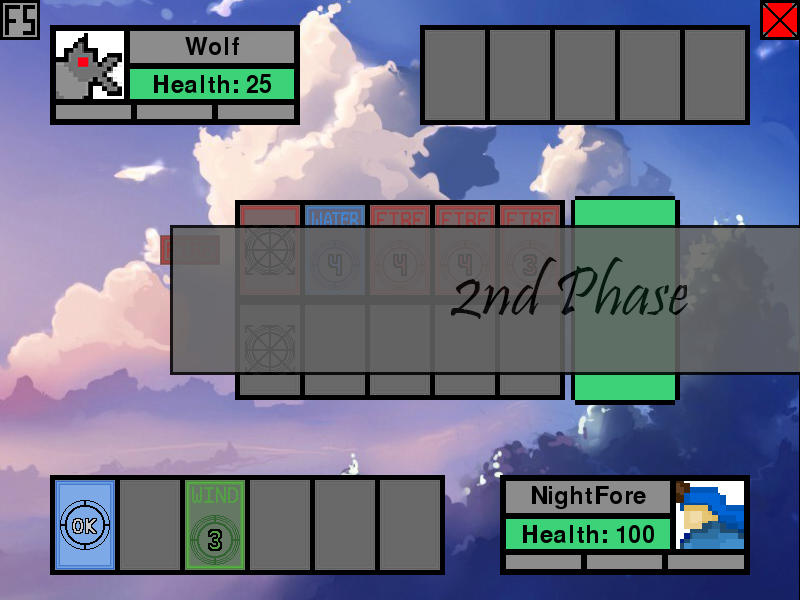 FS
Wolf
Health: 25
WATER FIRE FIRE FIRE
4 4 4 3
2nd Phase
WIND
OK
3
NightFore
Health: 100